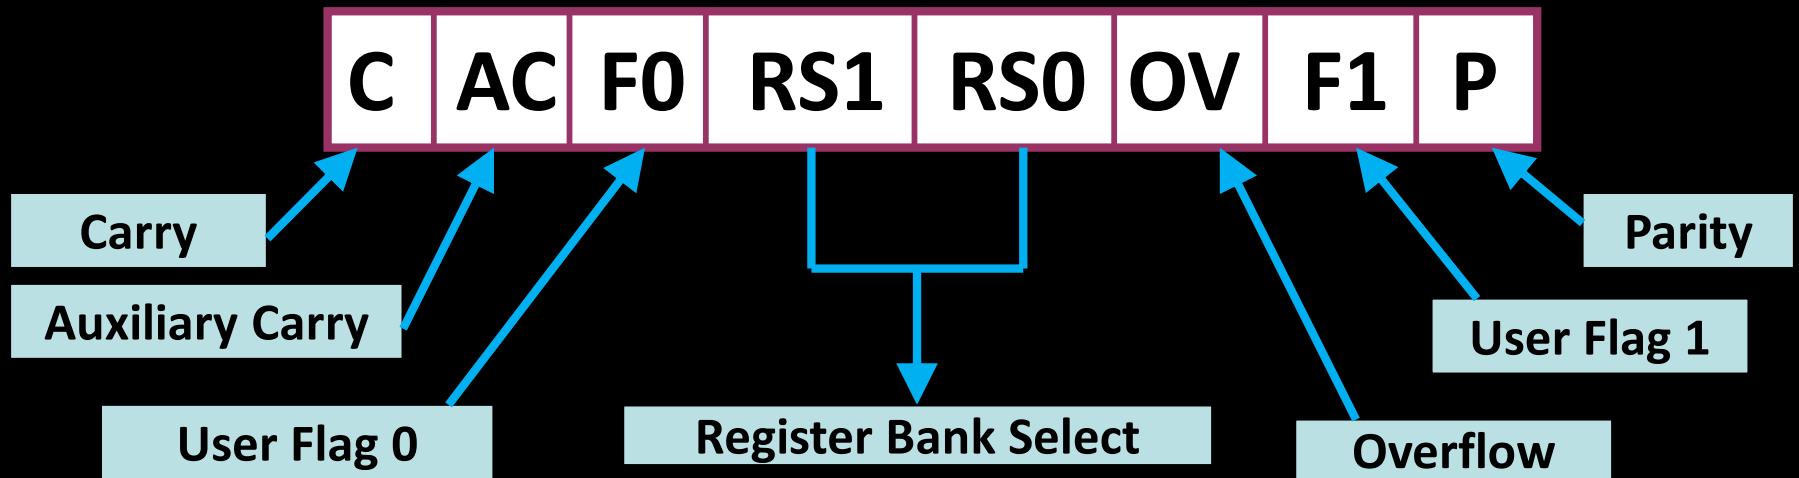 C AC F0 RS1 RS0 OV F1 P
Carry
Parity
Auxiliary Carry
User Flag 1
User Flag 0
Register Bank Select
Overflow